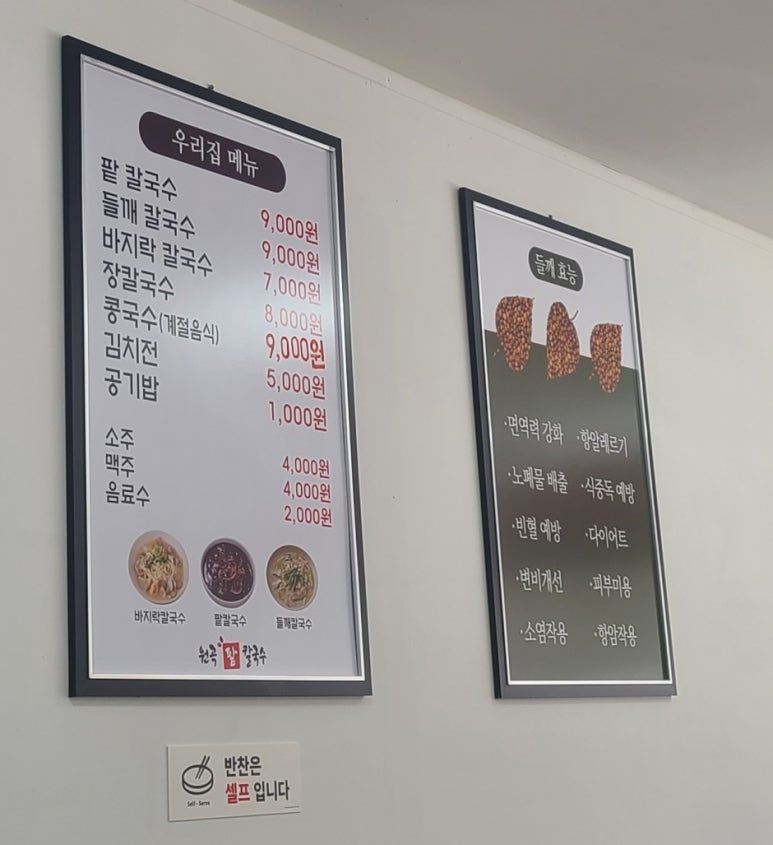 우리집 메뉴
팥 칼국수 9,000원
들깨 칼국수 9,000원
바지락 칼국수 7,000원
장칼국수 8,000원
콩국수(계절음식) 9,000원
김치전 5,000원
공기밥 1,000원
소주 4,000원
맥주 4,000원
음료수 2,000원
바지락칼국수 팥칼국수 들깨칼국수
원곡 팥 칼국수
들깨 효능
·면역력 강화 ·항알레르기
·노폐물 배출 ·식중독 예방
·빈혈 예방 ·다이어트
·변비개선 ·피부미용
·소염작용 ·항암작용
반찬은
셀프 입니다
Self-Serve